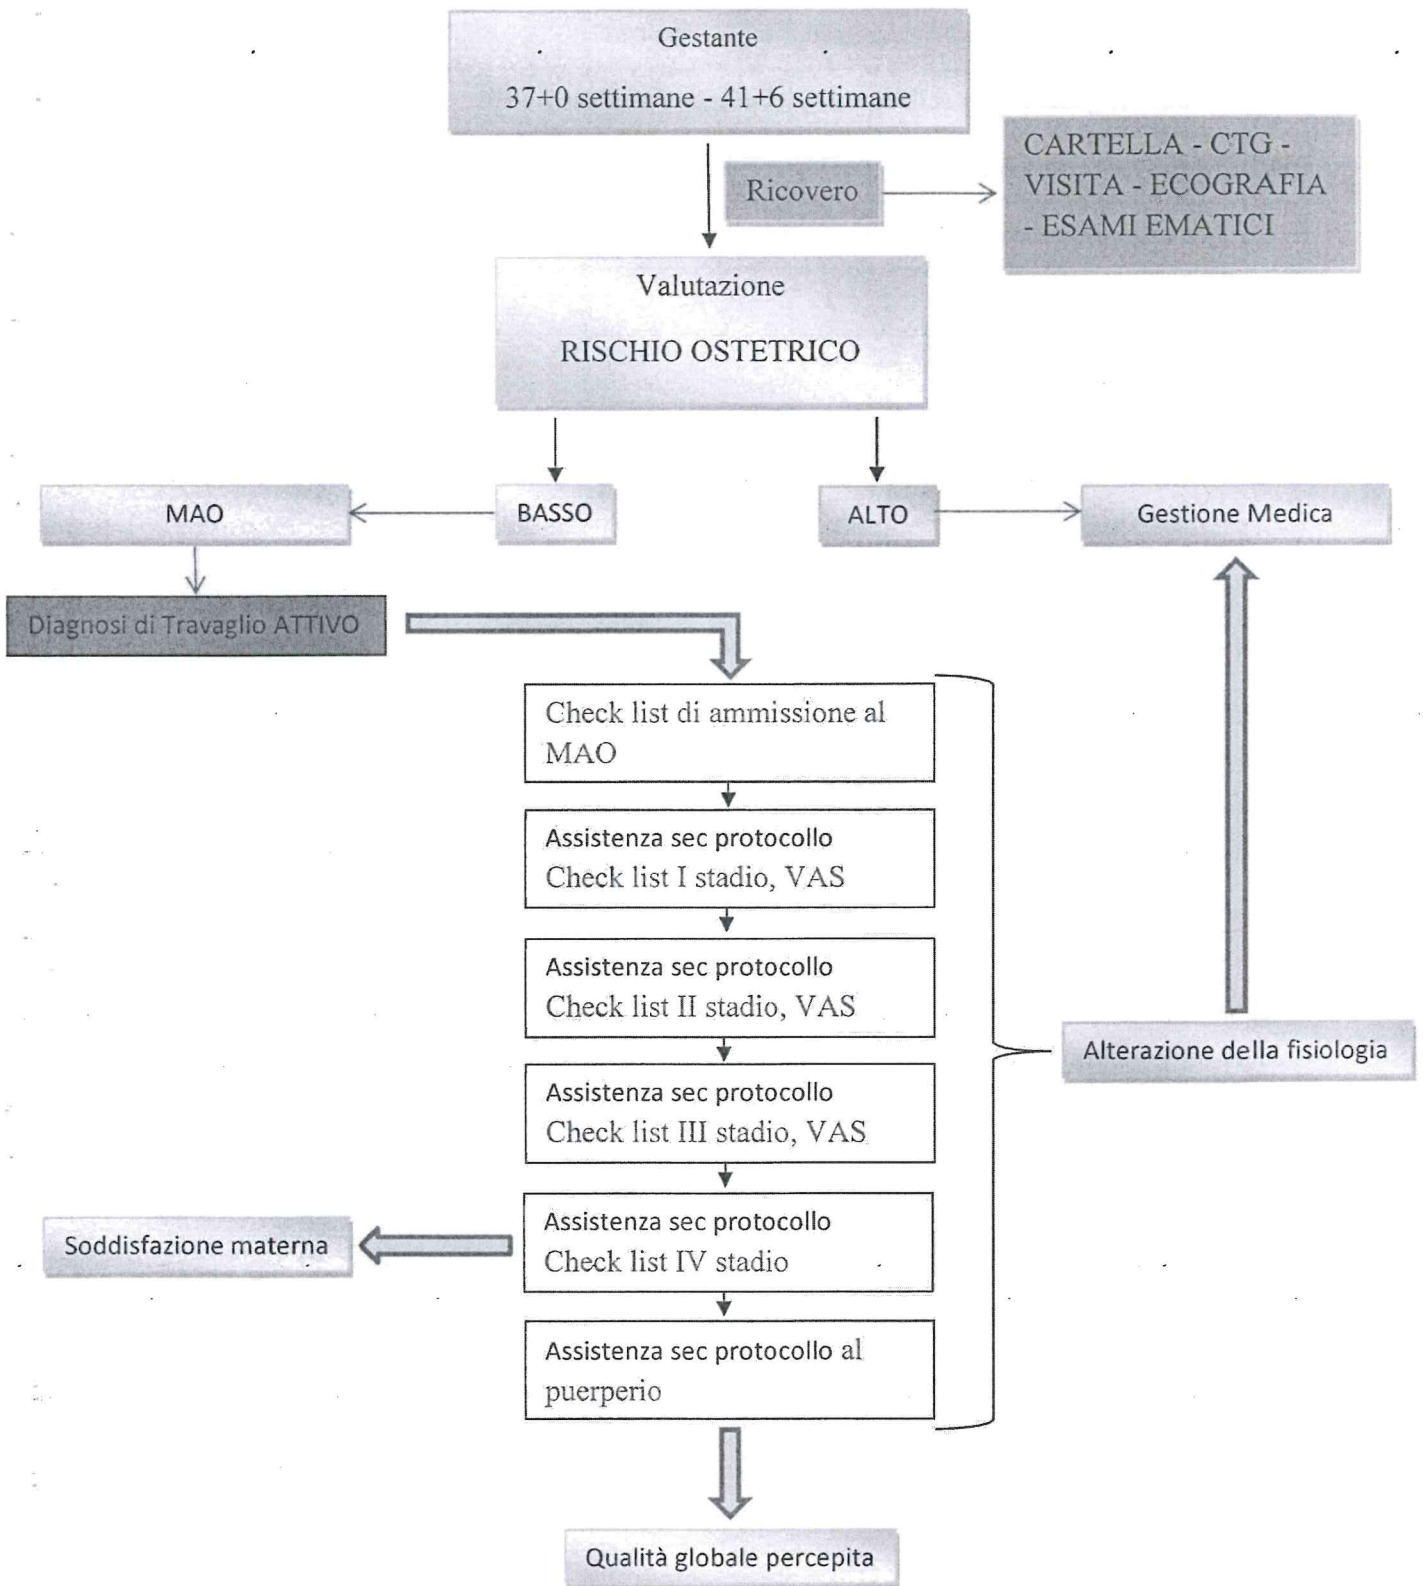 Gestante
37+0 settimane - 41+6 settimane
Ricovero
CARTELLA - CTG -
VISITA - ECOGRAFIA
- ESAMI EMATICI
Valutazione
RISCHIO OSTETRICO
MAO
BASSO
ALTO
Gestione Medica
Diagnosi di Travaglio ATTIVO
Check list di ammissione al
MAO
Assistenza sec protocollo
Check list I stadio, VAS
Assistenza sec protocollo
Check list II stadio, VAS
Alterazione della fisiologia
Assistenza sec protocollo
Check list III stadio, VAS
Assistenza sec protocollo
Check list IV stadio
Soddisfazione materna
Assistenza sec protocollo al
puerperio
Qualità globale percepita